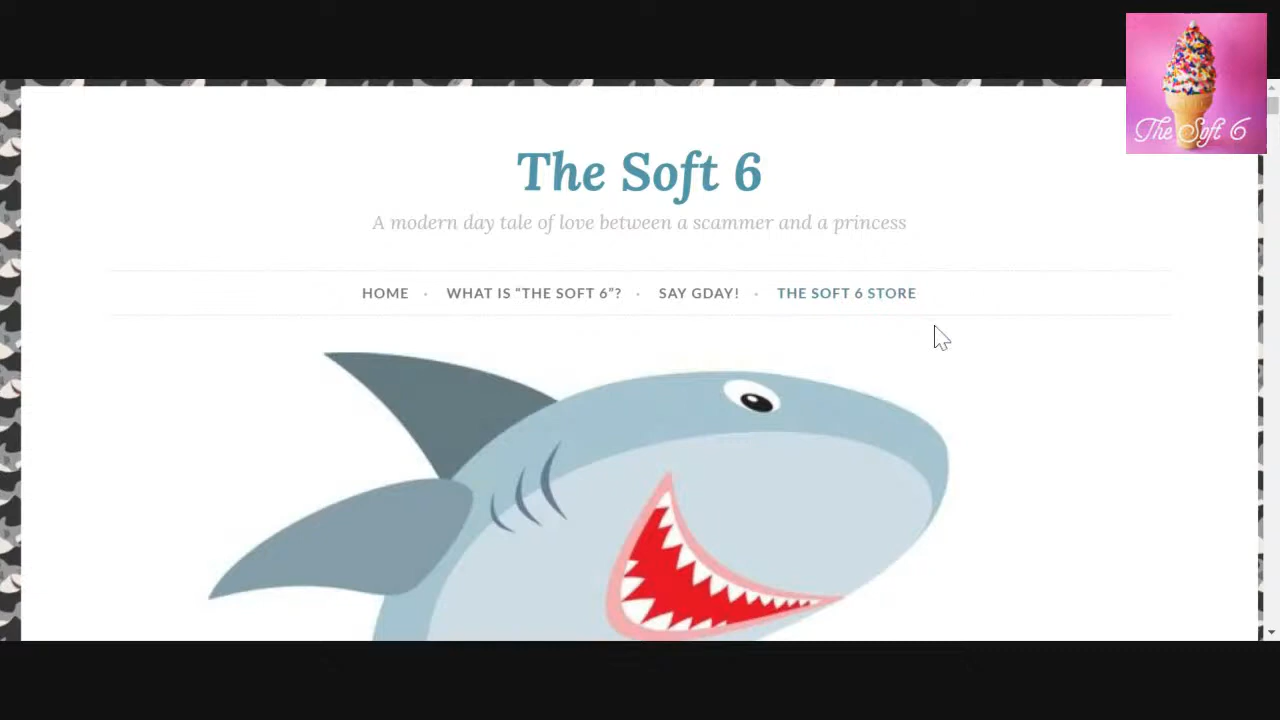 The Soft 6
The Soft 6
A modern day tale of love between a scammer and a princess
HOME • WHAT IS “THE SOFT 6”? • SAY GDAY! • THE SOFT 6 STORE